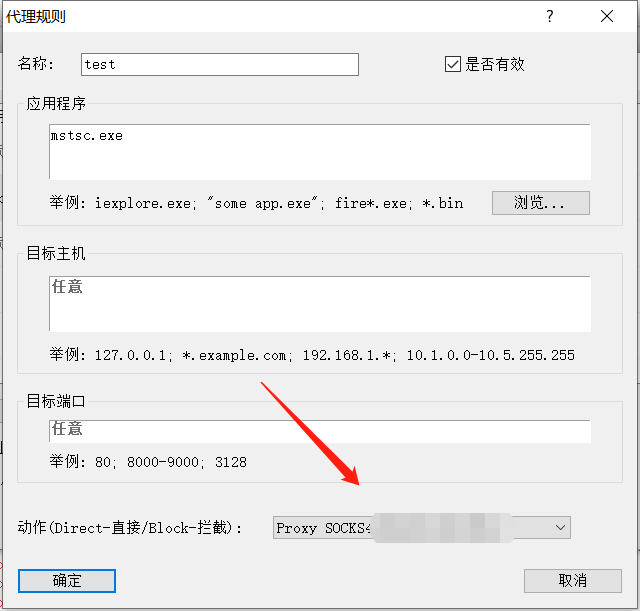 代理规则
名称:
test
是否有效
应用程序
mstsc.exe
举例: iexplore.exe; "some app.exe"; fire*.exe; *.bin
浏览...
目标主机
任意
举例: 127.0.0.1; *.example.com; 192.168.1.*; 10.1.0.0-10.5.255.255
目标端口
任意
举例: 80; 8000-9000; 3128
动作(Direct-直接/Block-拦截):
Proxy SOCKS4
确定
取消